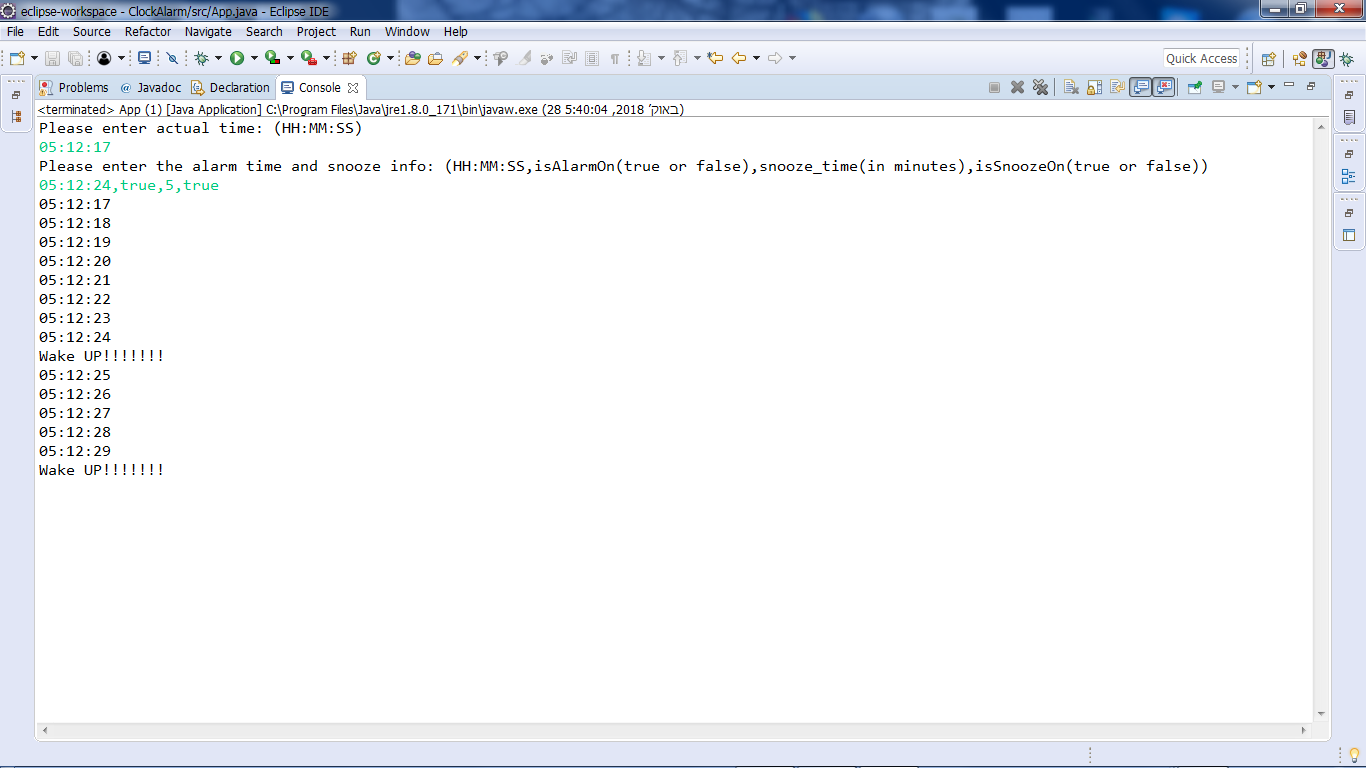 eclipse-workspace - ClockAlarm/src/App.java - Eclipse IDE
File Edit Source Refactor Navigate Search Project Run Window Help
Quick Access
Problems @ Javadoc Declaration Console
<terminated> App (1) [Java Application] C:\Program Files\Java\jre1.8.0_171\bin\javaw.exe (28 באוק׳ 2018, 5:40:04)
Please enter actual time: (HH:MM:SS)
05:12:17
Please enter the alarm time and snooze info: (HH:MM:SS,isAlarmOn(true or false),snooze_time(in minutes),isSnoozeOn(true or false))
05:12:24,true,5,true
05:12:17
05:12:18
05:12:19
05:12:20
05:12:21
05:12:22
05:12:23
05:12:24
Wake UP!!!!!!!
05:12:25
05:12:26
05:12:27
05:12:28
05:12:29
Wake UP!!!!!!!